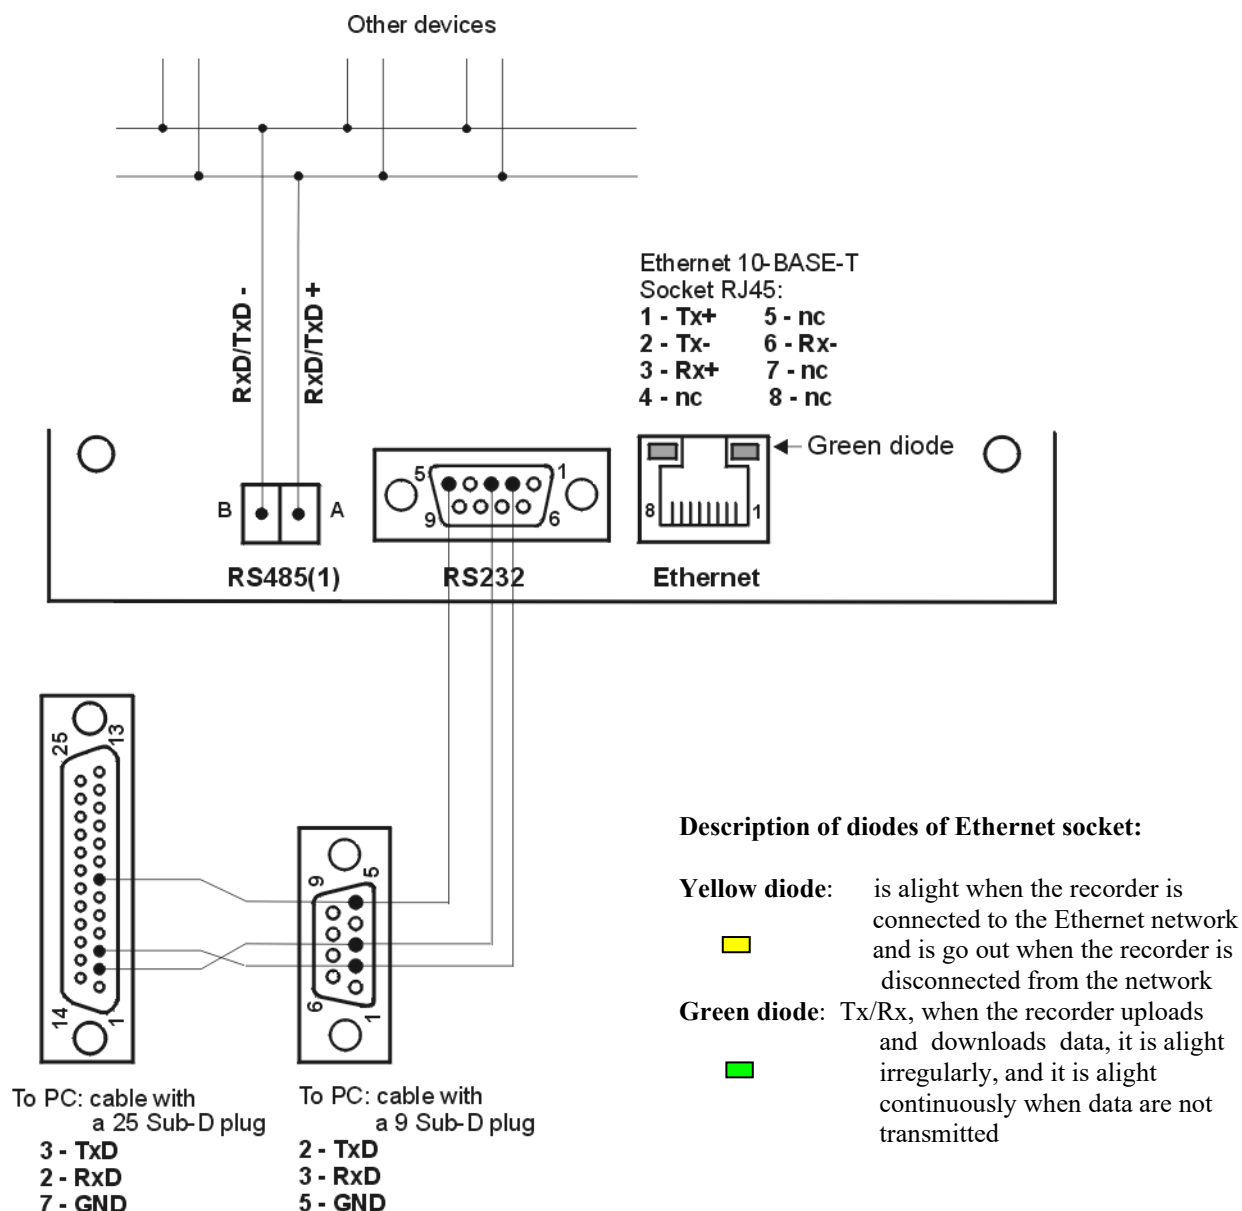 Other devices
RxD/TxD -
RxD/TxD +
Ethernet 10-BASE-T
Socket RJ45:
1 - Tx+ 5 - nc
2 - Tx- 6 - Rx-
3 - Rx+ 7 - nc
4 - nc 8 - nc
Green diode
B A
5 1
9 6
8 1
RS485(1) RS232 Ethernet
25 13
14 1
9 5
6 1
Description of diodes of Ethernet socket:
Yellow diode: is alight when the recorder is
connected to the Ethernet network
and is go out when the recorder is
disconnected from the network
Green diode: Tx/Rx, when the recorder uploads
and downloads data, it is alight
irregularly, and it is alight
continuously when data are not
transmitted
To PC: cable with
a 25 Sub-D plug
3 - TxD
2 - RxD
7 - GND
To PC: cable with
a 9 Sub-D plug
2 - TxD
3 - RxD
5 - GND